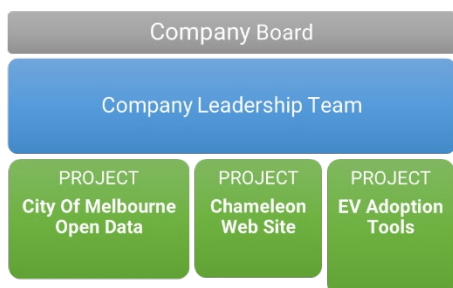 Company Board
Company Leadership Team
PROJECT
City Of Melbourne
Open Data
PROJECT
Chameleon
Web Site
PROJECT
EV Adoption
Tools